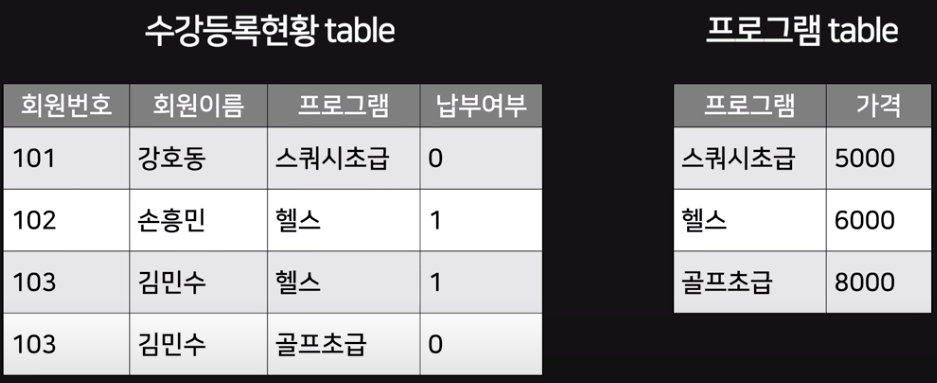 수강등록현황 table
회원번호 회원이름 프로그램 납부여부
101 강호동 스쿼시초급 0
102 손흥민 헬스 1
103 김민수 헬스 1
103 김민수 골프초급 0
프로그램 table
프로그램 가격
스쿼시초급 5000
헬스 6000
골프초급 8000